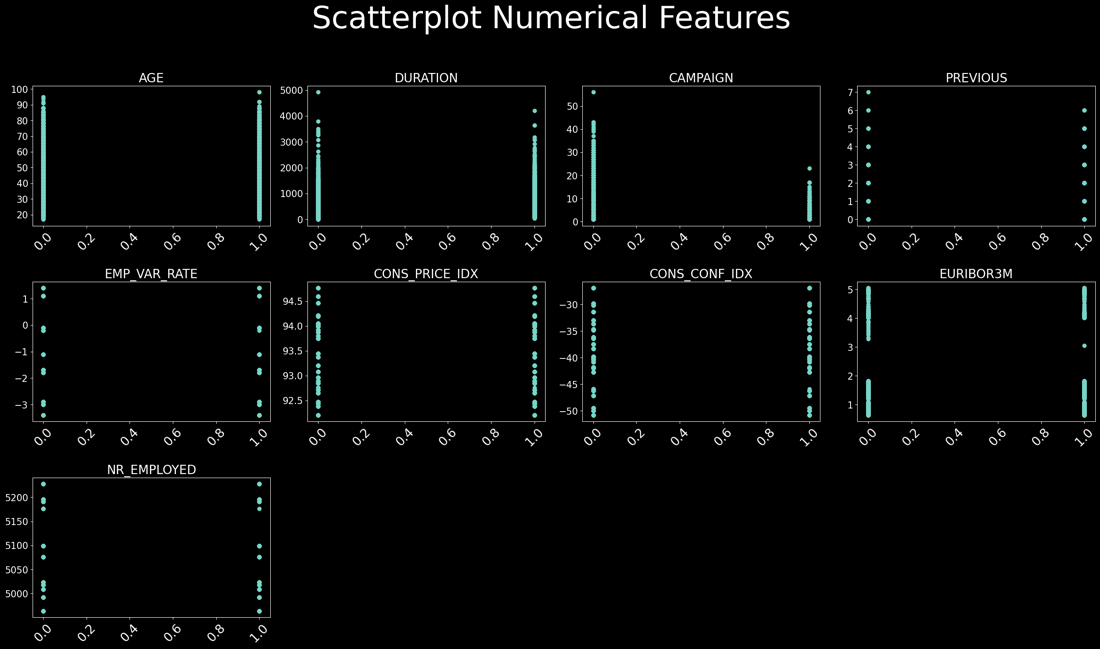 Scatterplot Numerical Features
AGE
100
90
80
70
60
50
40
30
20
0.0 0.2 0.4 0.6 0.8 1.0
DURATION
5000
4000
3000
2000
1000
0
0.0 0.2 0.4 0.6 0.8 1.0
CAMPAIGN
50
40
30
20
10
0
0.0 0.2 0.4 0.6 0.8 1.0
PREVIOUS
7
6
5
4
3
2
1
0
0.0 0.2 0.4 0.6 0.8 1.0
EMP_VAR_RATE
1
0
−1
−2
−3
0.0 0.2 0.4 0.6 0.8 1.0
CONS_PRICE_IDX
94.5
94.0
93.5
93.0
92.5
0.0 0.2 0.4 0.6 0.8 1.0
CONS_CONF_IDX
−30
−35
−40
−45
−50
0.0 0.2 0.4 0.6 0.8 1.0
EURIBOR3M
5
4
3
2
1
0.0 0.2 0.4 0.6 0.8 1.0
NR_EMPLOYED
5200
5150
5100
5050
5000
0.0 0.2 0.4 0.6 0.8 1.0